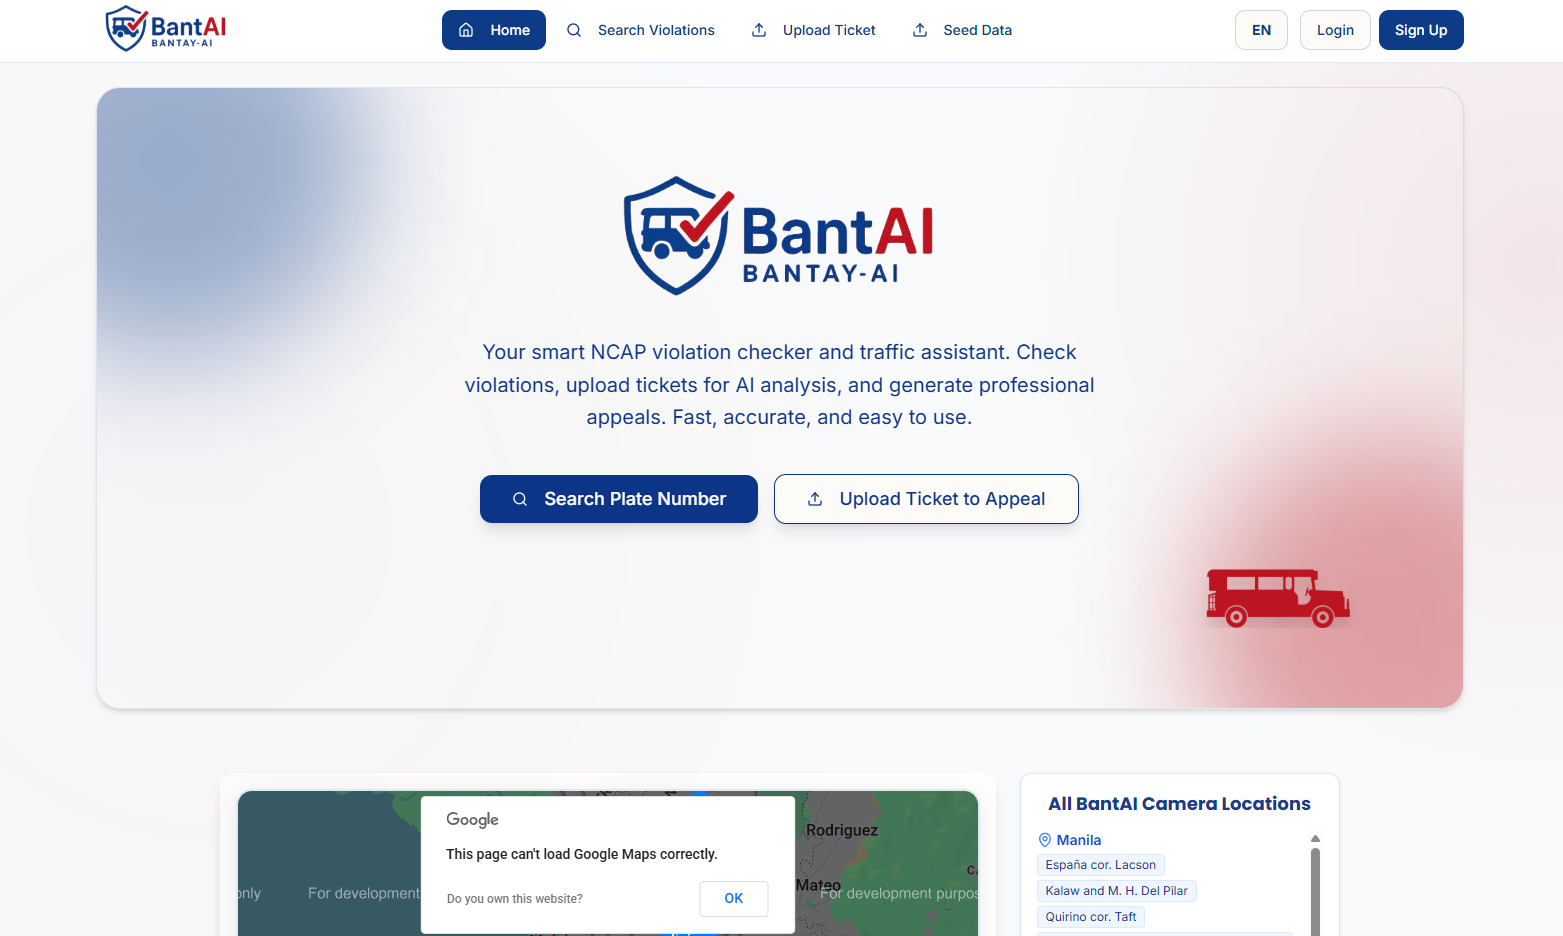 BantAI
BANTAY-AI
Home
Search Violations
Upload Ticket
Seed Data
EN
Login
Sign Up
BantAI
BANTAY-AI
Your smart NCAP violation checker and traffic assistant. Check
violations, upload tickets for AI analysis, and generate professional
appeals. Fast, accurate, and easy to use.
Search Plate Number
Upload Ticket to Appeal
Google
This page can't load Google Maps correctly.
Do you own this website?
OK
Rodriguez
Mateo
only
For development
For development purpos
All BantAI Camera Locations
Manila
España cor. Lacson
Kalaw and M. H. Del Pilar
Quirino cor. Taft